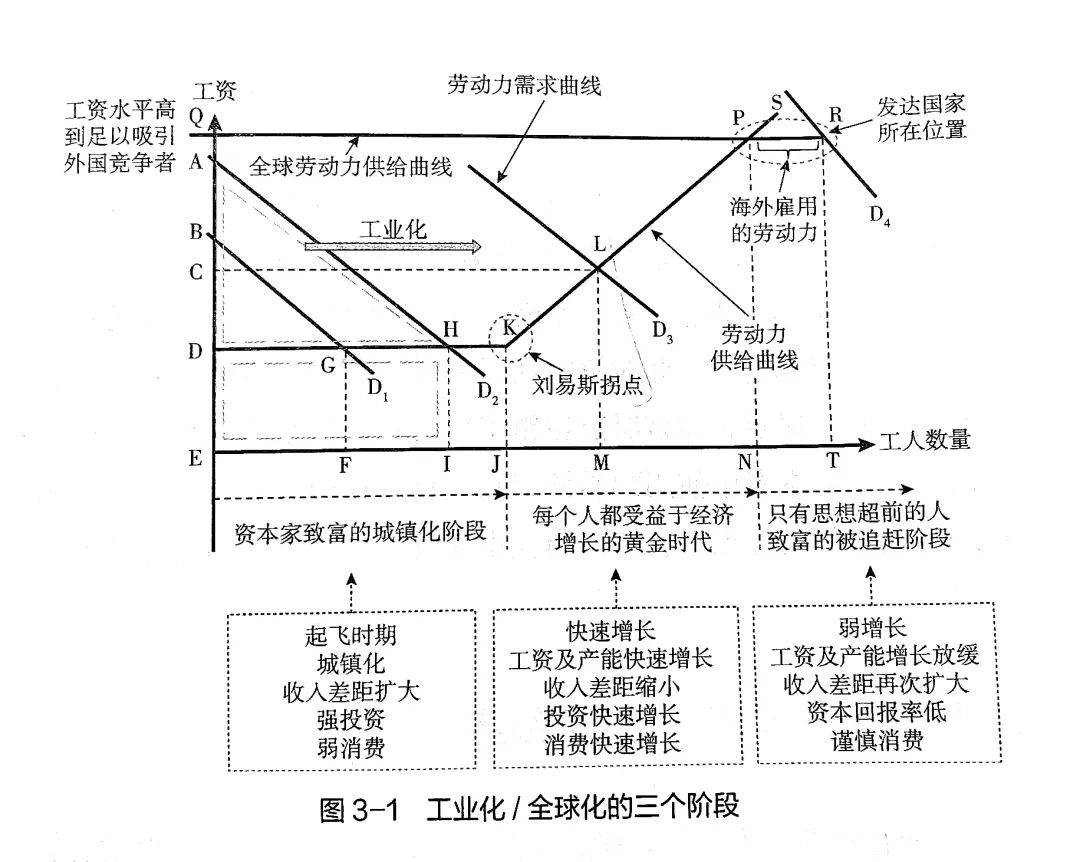 工资
工资水平高
到足以吸引
外国竞争者
Q
A
B
C
D
E
劳动力需求曲线
全球劳动力供给曲线
工业化
P
S
R
发达国家
所在位置
海外雇用
的劳动力
D4
L
D3
劳动力
供给曲线
H
K
G
D1
D2
刘易斯拐点
F
I
J
M
N
T
工人数量
资本家致富的城镇化阶段
每个人都受益于经济
增长的黄金时代
只有思想超前的人
致富的被追赶阶段
起飞时期
城镇化
收入差距扩大
强投资
弱消费
快速增长
工资及产能快速增长
收入差距缩小
投资快速增长
消费快速增长
弱增长
工资及产能增长放缓
收入差距再次扩大
资本回报率低
谨慎消费
图 3-1 工业化 / 全球化的三个阶段